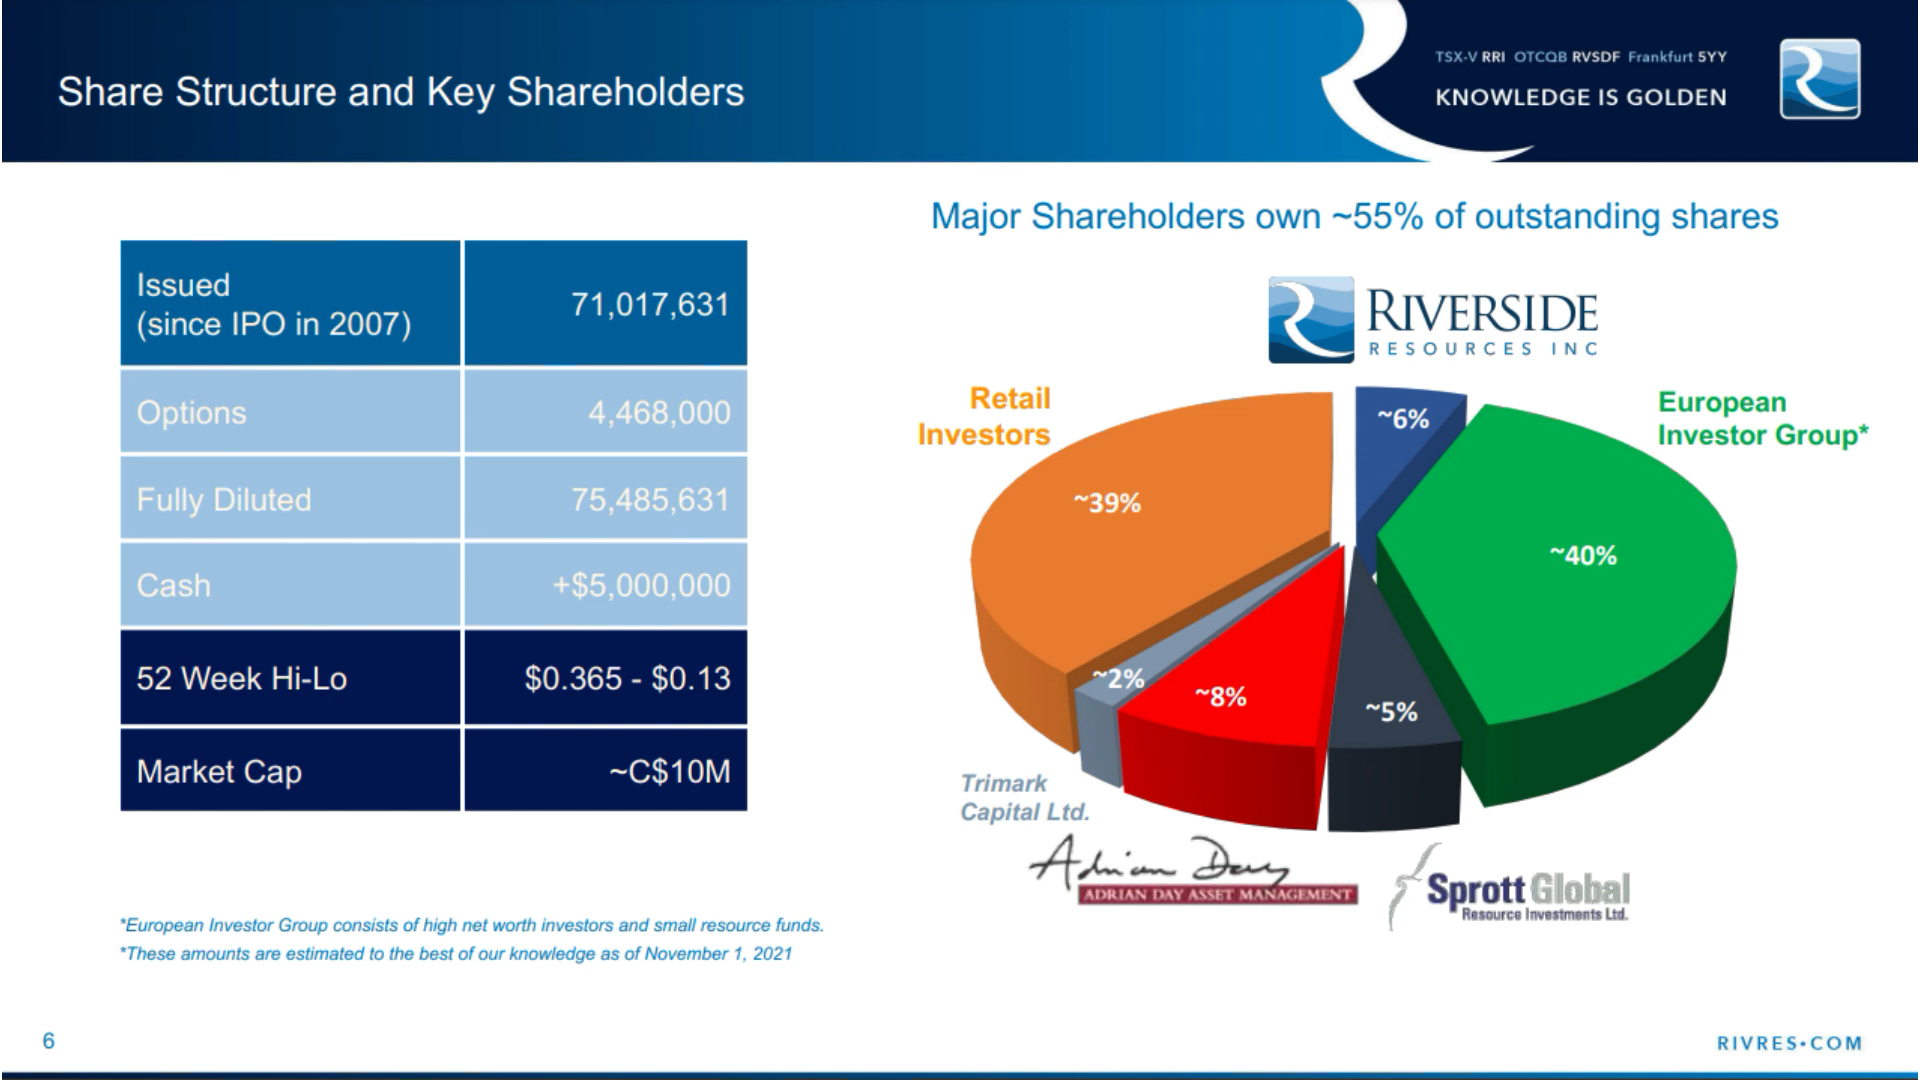 Share Structure and Key Shareholders
TSX-V RRI OTCQB RVSDF Frankfurt 5YY
KNOWLEDGE IS GOLDEN
Issued
(since IPO in 2007)
71,017,631
Options
4,468,000
Fully Diluted
75,485,631
Cash
+$5,000,000
52 Week Hi-Lo
$0.365 - $0.13
Market Cap
~C$10M
*European Investor Group consists of high net worth investors and small resource funds.
*These amounts are estimated to the best of our knowledge as of November 1, 2021
Major Shareholders own ~55% of outstanding shares
RIVERSIDE
RESOURCES INC
Retail
Investors
European
Investor Group*
~6%
~39%
~40%
~2%
~8%
~5%
Trimark
Capital Ltd.
Adrian Day
ADRIAN DAY ASSET MANAGEMENT
Sprott Global
Resource Investments Ltd.
6
RIVRES•COM